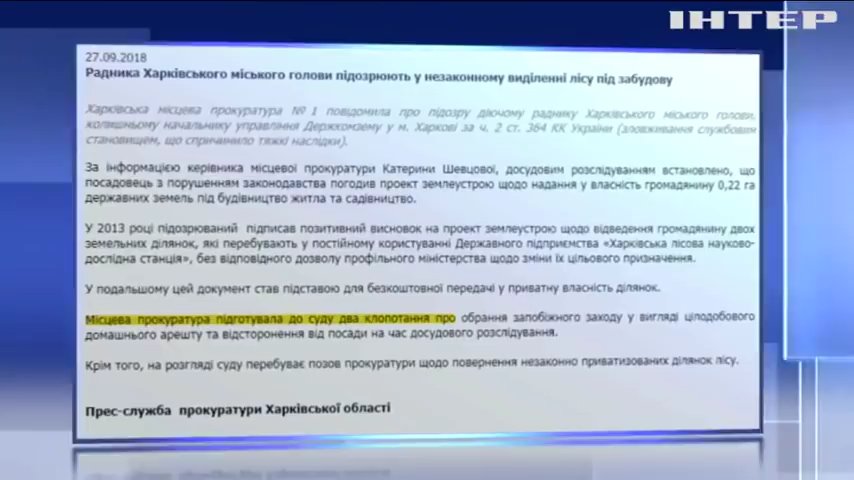 ІНТЕР
27.09.2018
Радника Харківського міського голови підозрюють у незаконному виділенні лісу під забудову
Харківська місцева прокуратура №1 повідомила про підозру діючому раднику Харківського міського голови,
колишньому начальнику управління Держкомзему у м. Харкові за ч. 2 ст. 364 КК України (зловживання службовим
становищем, що спричинило тяжкі наслідки).
За інформацією керівника місцевої прокуратури Катерини Шевцової, досудовим розслідуванням встановлено, що
посадовець з порушенням законодавства погодив проект землеустрою щодо надання у власність громадянину 0,22 га
державних земель під будівництво житла та садівництво.
У 2013 році підозрюваний підписав позитивний висновок на проект землеустрою щодо відведення громадянину двох
земельних ділянок, які перебувають у постійному користуванні Державного підприємства «Харківська лісова науково-
дослідна станція», без відповідного дозволу профільного міністерства щодо зміни їх цільового призначення.
У подальшому цей документ став підставою для безкоштовної передачі у приватну власність ділянок.
Місцева прокуратура підготувала до суду два клопотання про обрання запобіжного заходу у вигляді цілодобового
домашнього арешту та відсторонення від посади на час досудового розслідування.
Крім того, на розгляді суду перебуває позов прокуратури щодо повернення незаконно приватизованих ділянок лісу.
Прес-служба прокуратури Харківської області